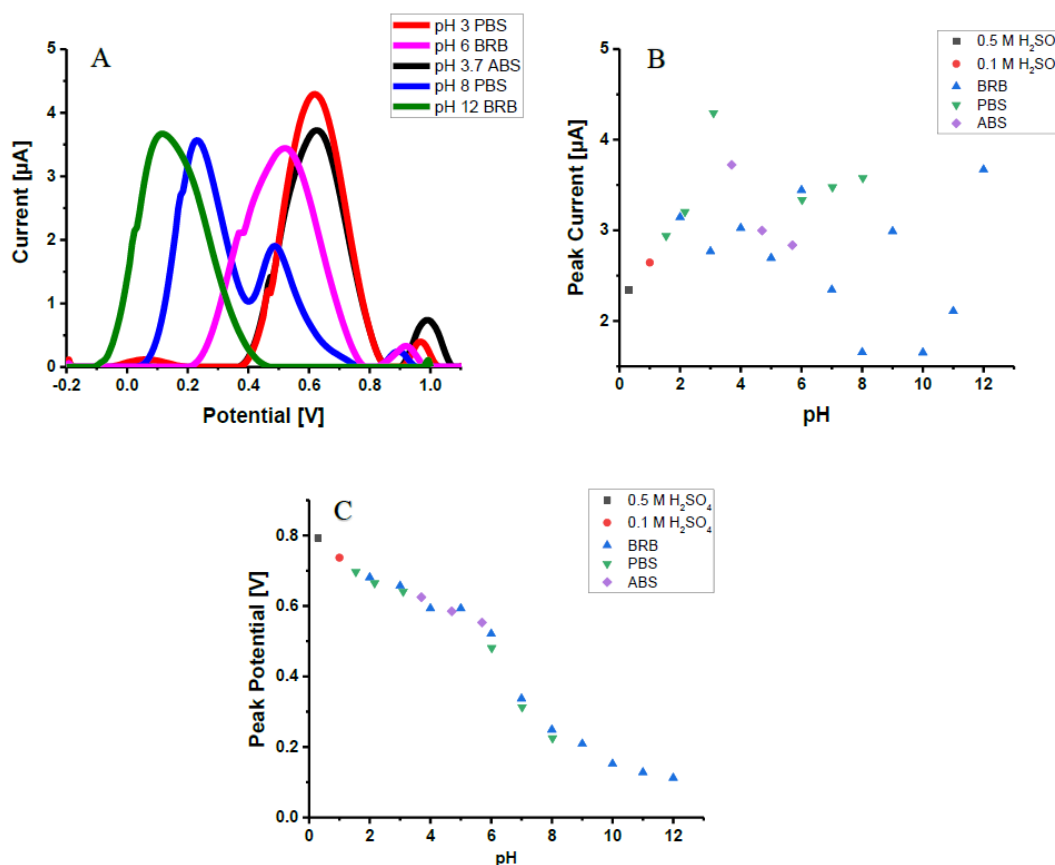 A
pH 3 PBS
pH 6 BRB
pH 3.7 ABS
pH 8 PBS
pH 12 BRB
5
4
3
2
1
0
Current [µA]
-0.2 0.0 0.2 0.4 0.6 0.8 1.0
Potential [V]
B
0.5 M H₂SO₄
0.1 M H₂SO
BRB
PBS
ABS
5
4
3
2
Peak Current [µA]
0 2 4 6 8 10 12
pH
C
0.5 M H₂SO₄
0.1 M H₂SO₄
BRB
PBS
ABS
0.8
0.6
0.4
0.2
0.0
Peak Potential [V]
0 2 4 6 8 10 12
pH